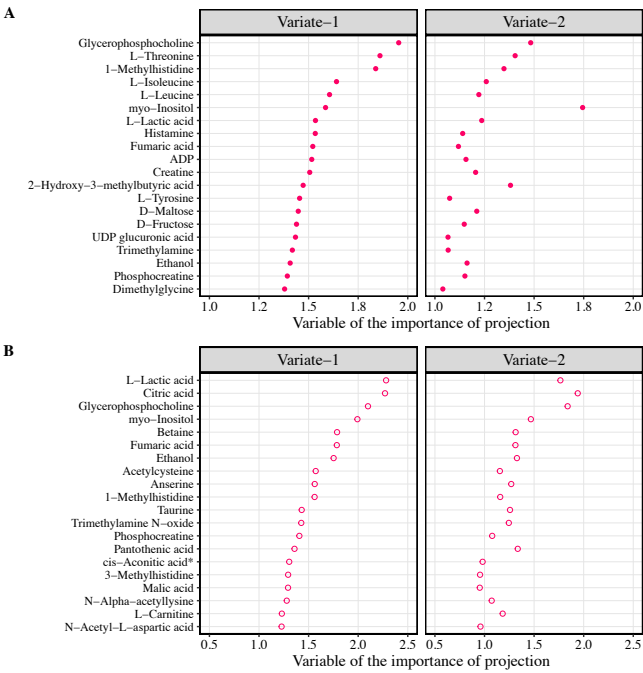 A
Variate−1 Variate−2
Glycerophosphocholine
L−Threonine
1−Methylhistidine
L−Isoleucine
L−Leucine
myo−Inositol
L−Lactic acid
Histamine
Fumaric acid
ADP
Creatine
2−Hydroxy−3−methylbutyric acid
L−Tyrosine
D−Maltose
D−Fructose
UDP glucuronic acid
Trimethylamine
Ethanol
Phosphocreatine
Dimethylglycine
1.0 1.2 1.5 1.8 2.0 1.0 1.2 1.5 1.8 2.0
Variable of the importance of projection
B
Variate−1 Variate−2
L−Lactic acid
Citric acid
Glycerophosphocholine
myo−Inositol
Betaine
Fumaric acid
Ethanol
Acetylcysteine
Anserine
1−Methylhistidine
Taurine
Trimethylamine N−oxide
Phosphocreatine
Pantothenic acid
cis−Aconitic acid*
3−Methylhistidine
Malic acid
N−Alpha−acetyllysine
L−Carnitine
N−Acetyl−L−aspartic acid
0.5 1.0 1.5 2.0 2.5 0.5 1.0 1.5 2.0 2.5
Variable of the importance of projection